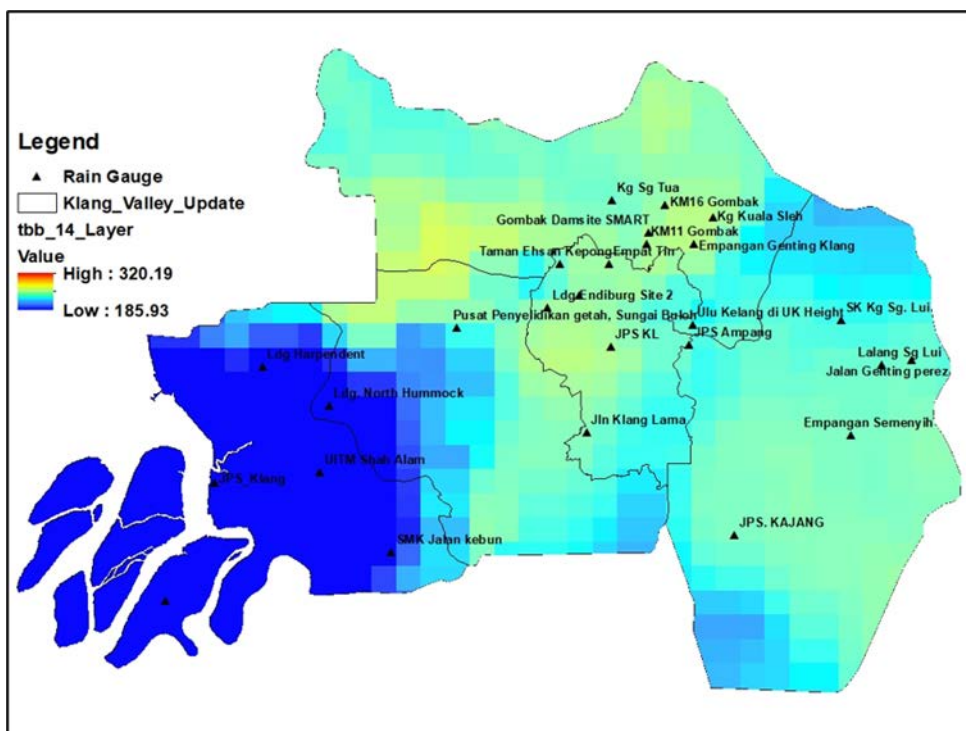 Legend
Rain Gauge
Klang_Valley_Update
tbb_14_Layer
Value
High : 320.19
Low : 185.93
Kg Sg Tua
KM16 Gombak
Kg Kuala Sleh
Gombak Damsite SMART
KM11 Gombak
Empangan Genting Klang
Taman Ehsan Kepong
Empat Tin
Ldg Endiburg Site 2
Pusat Penyelidikan getah, Sungai Buloh
Ulu Kelang di UK Height
SK Kg Sg. Lui.
JPS KL
JPS Ampang
Lalang Sg Lui
Jalan Genting perez
Ldg Harpendent
Ldg. North Hummock
Jln Klang Lama
Empangan Semenyih
UITM Shah Alam
JPS_Klang
JPS. KAJANG
SMK Jalan kebun